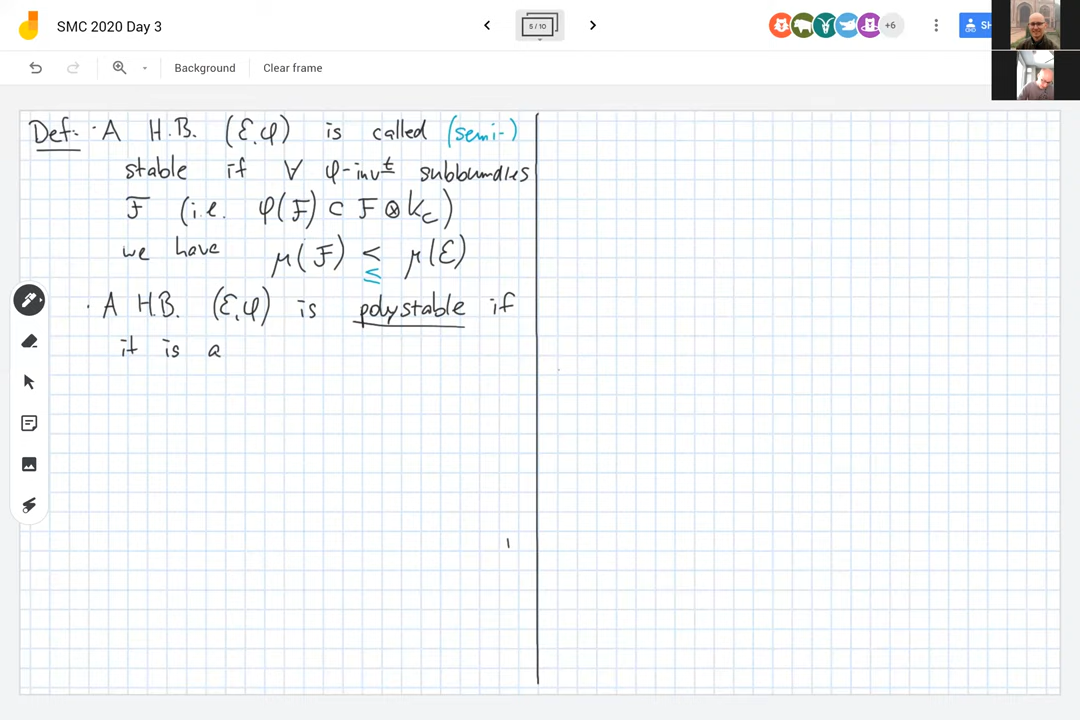 SMC 2020 Day 3
5 / 10
+6
SH
Background
Clear frame
Def: · A H.B. (Ɛ,φ) is called (semi-)
stable if ∀ φ-inv^t subbundles
F (i.e. φ(F) ⊂ F ⊗ K_C)
we have μ(F) < μ(Ɛ)
≤
· A H.B. (Ɛ,φ) is polystable if
it is a